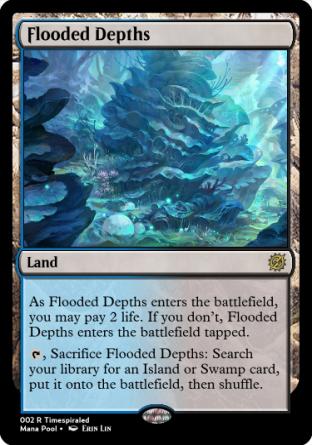 Flooded Depths
Land
As Flooded Depths enters the battlefield,
you may pay 2 life. If you don't, Flooded
Depths enters the battlefield tapped.
, Sacrifice Flooded Depths: Search
your library for an Island or Swamp card,
put it onto the battlefield, then shuffle.
002 R Timespiraled
Mana Pool • Erin Lin